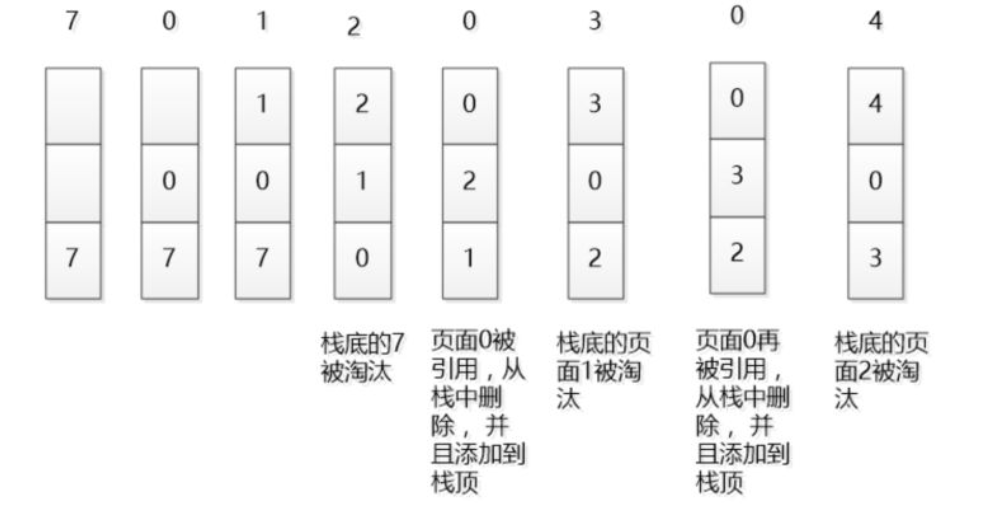 7 0 1 2 0 3 0 4
1 2 0 3 0 4
0 0 1 2 0 3 0
7 7 7 0 1 2 2 3
栈底的7
被淘汰
页面0被
引用，从
栈中删
除，并
且添加到
栈顶
栈底的页
面1被淘
汰
页面0再
被引用，
从栈中删
除，并
且添加到
栈顶
栈底的页
面2被淘
汰